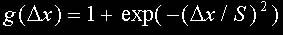 g(Δx) = 1 + exp(−(Δx / S)²)